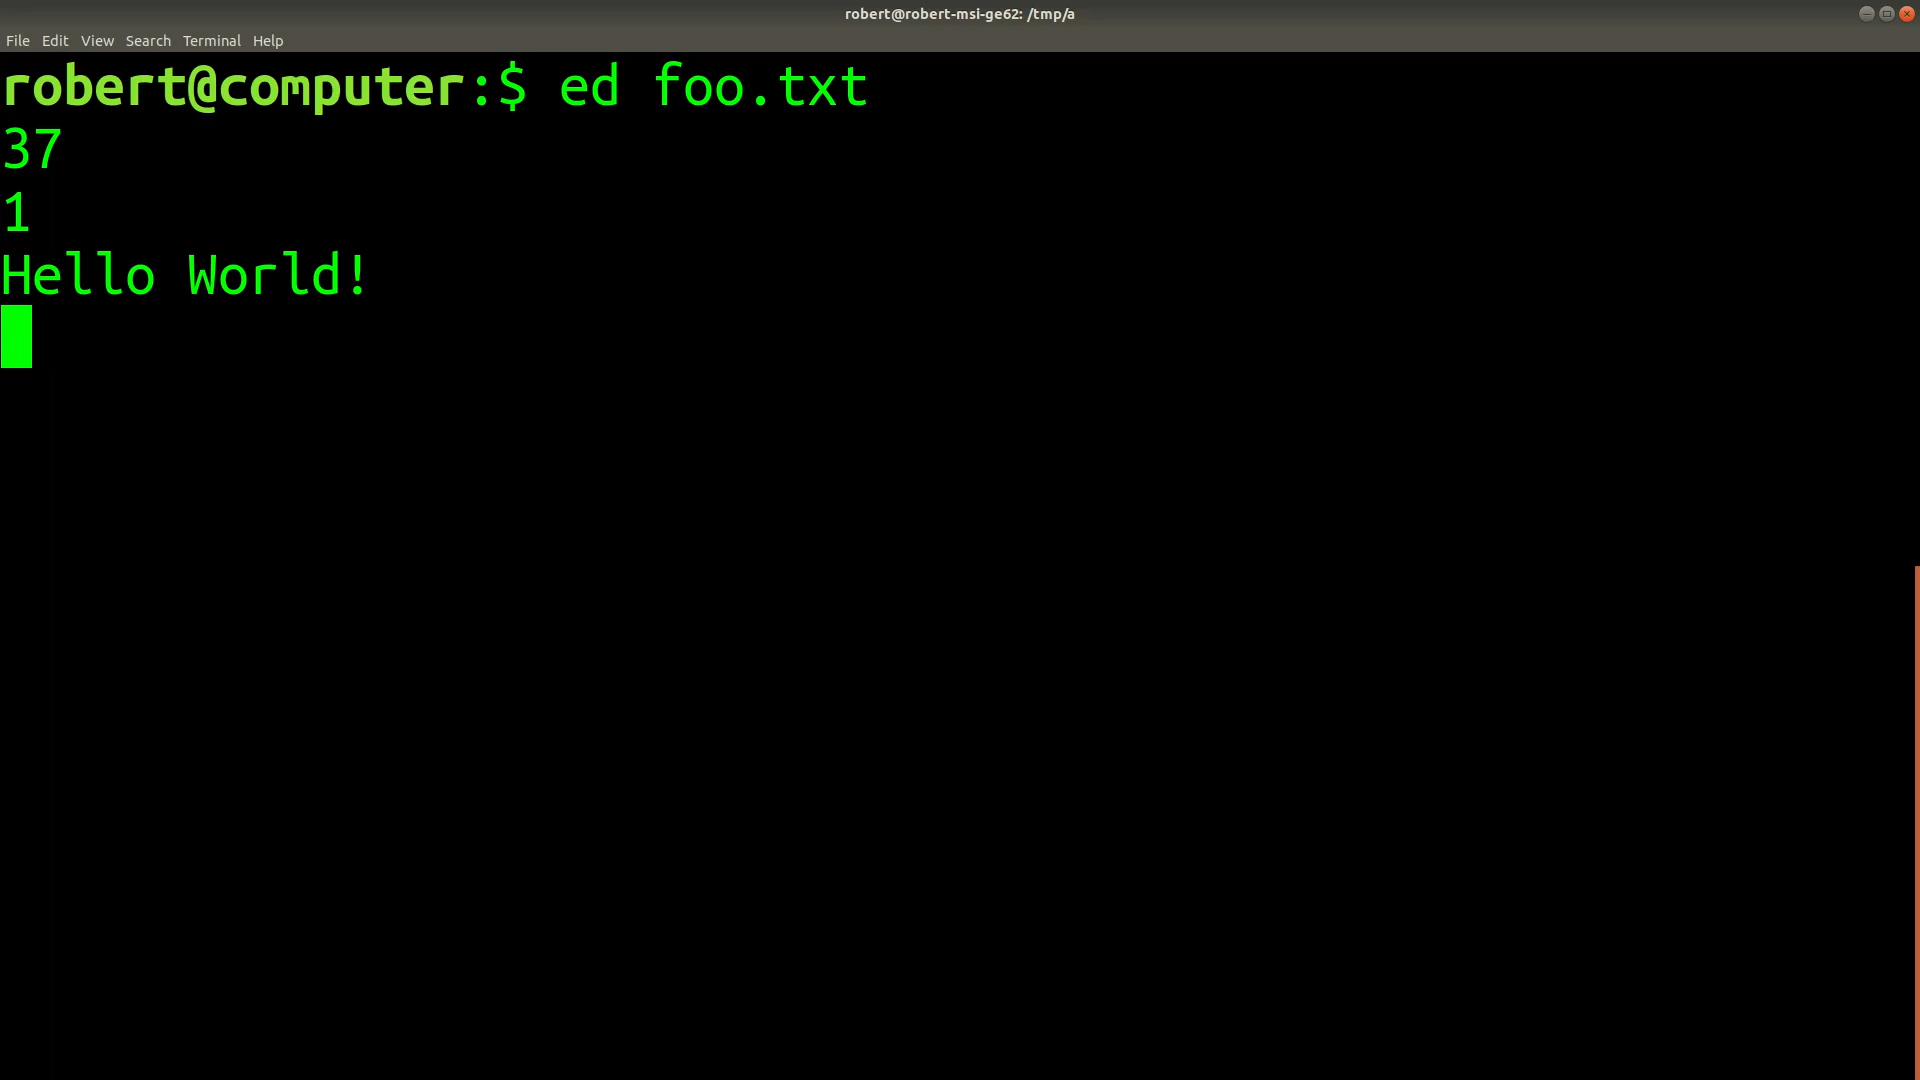 robert@robert-msi-ge62: /tmp/a
File Edit View Search Terminal Help
robert@computer:$ ed foo.txt
37
1
Hello World!